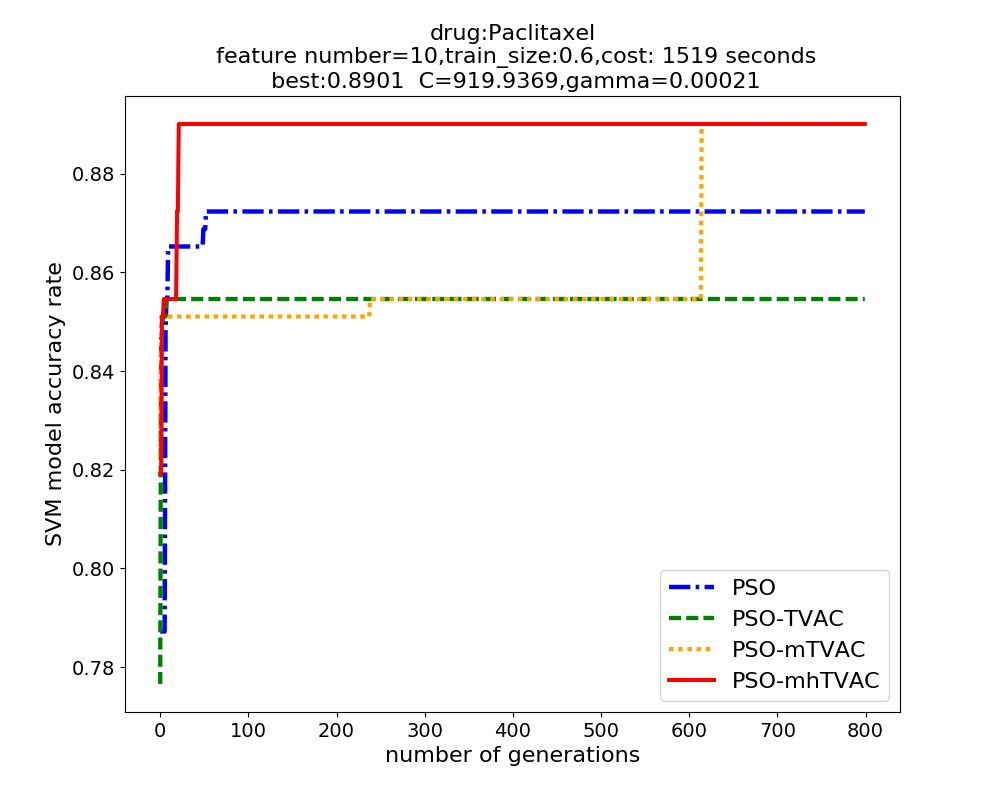 drug:Paclitaxel
feature number=10,train_size:0.6,cost: 1519 seconds
best:0.8901  C=919.9369,gamma=0.00021
0.88
0.86
0.84
0.82
0.80
0.78
SVM model accuracy rate
PSO
PSO-TVAC
PSO-mTVAC
PSO-mhTVAC
0 100 200 300 400 500 600 700 800
number of generations